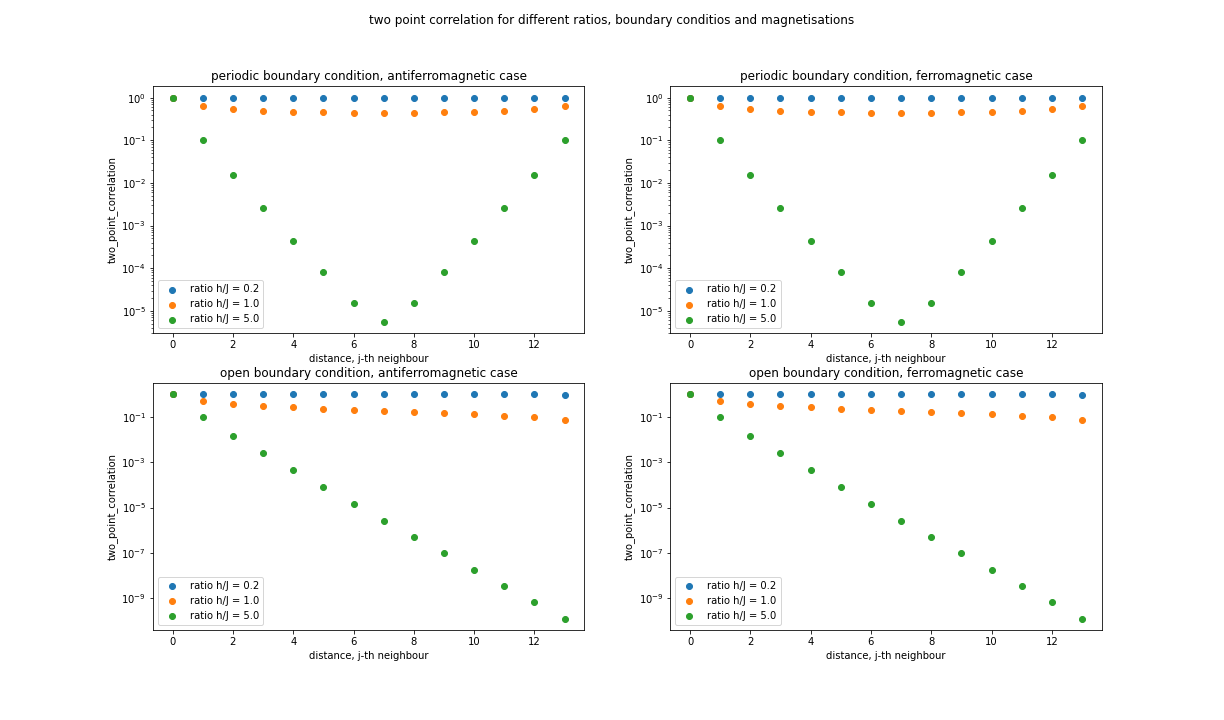 two point correlation for different ratios, boundary conditios and magnetisations
periodic boundary condition, antiferromagnetic case
two_point_correlation
10⁰
10⁻¹
10⁻²
10⁻³
10⁻⁴
10⁻⁵
ratio h/J = 0.2
ratio h/J = 1.0
ratio h/J = 5.0
0 2 4 6 8 10 12
distance, j-th neighbour
periodic boundary condition, ferromagnetic case
two_point_correlation
10⁰
10⁻¹
10⁻²
10⁻³
10⁻⁴
10⁻⁵
ratio h/J = 0.2
ratio h/J = 1.0
ratio h/J = 5.0
0 2 4 6 8 10 12
distance, j-th neighbour
open boundary condition, antiferromagnetic case
two_point_correlation
10⁻¹
10⁻³
10⁻⁵
10⁻⁷
10⁻⁹
ratio h/J = 0.2
ratio h/J = 1.0
ratio h/J = 5.0
0 2 4 6 8 10 12
distance, j-th neighbour
open boundary condition, ferromagnetic case
two_point_correlation
10⁻¹
10⁻³
10⁻⁵
10⁻⁷
10⁻⁹
ratio h/J = 0.2
ratio h/J = 1.0
ratio h/J = 5.0
0 2 4 6 8 10 12
distance, j-th neighbour